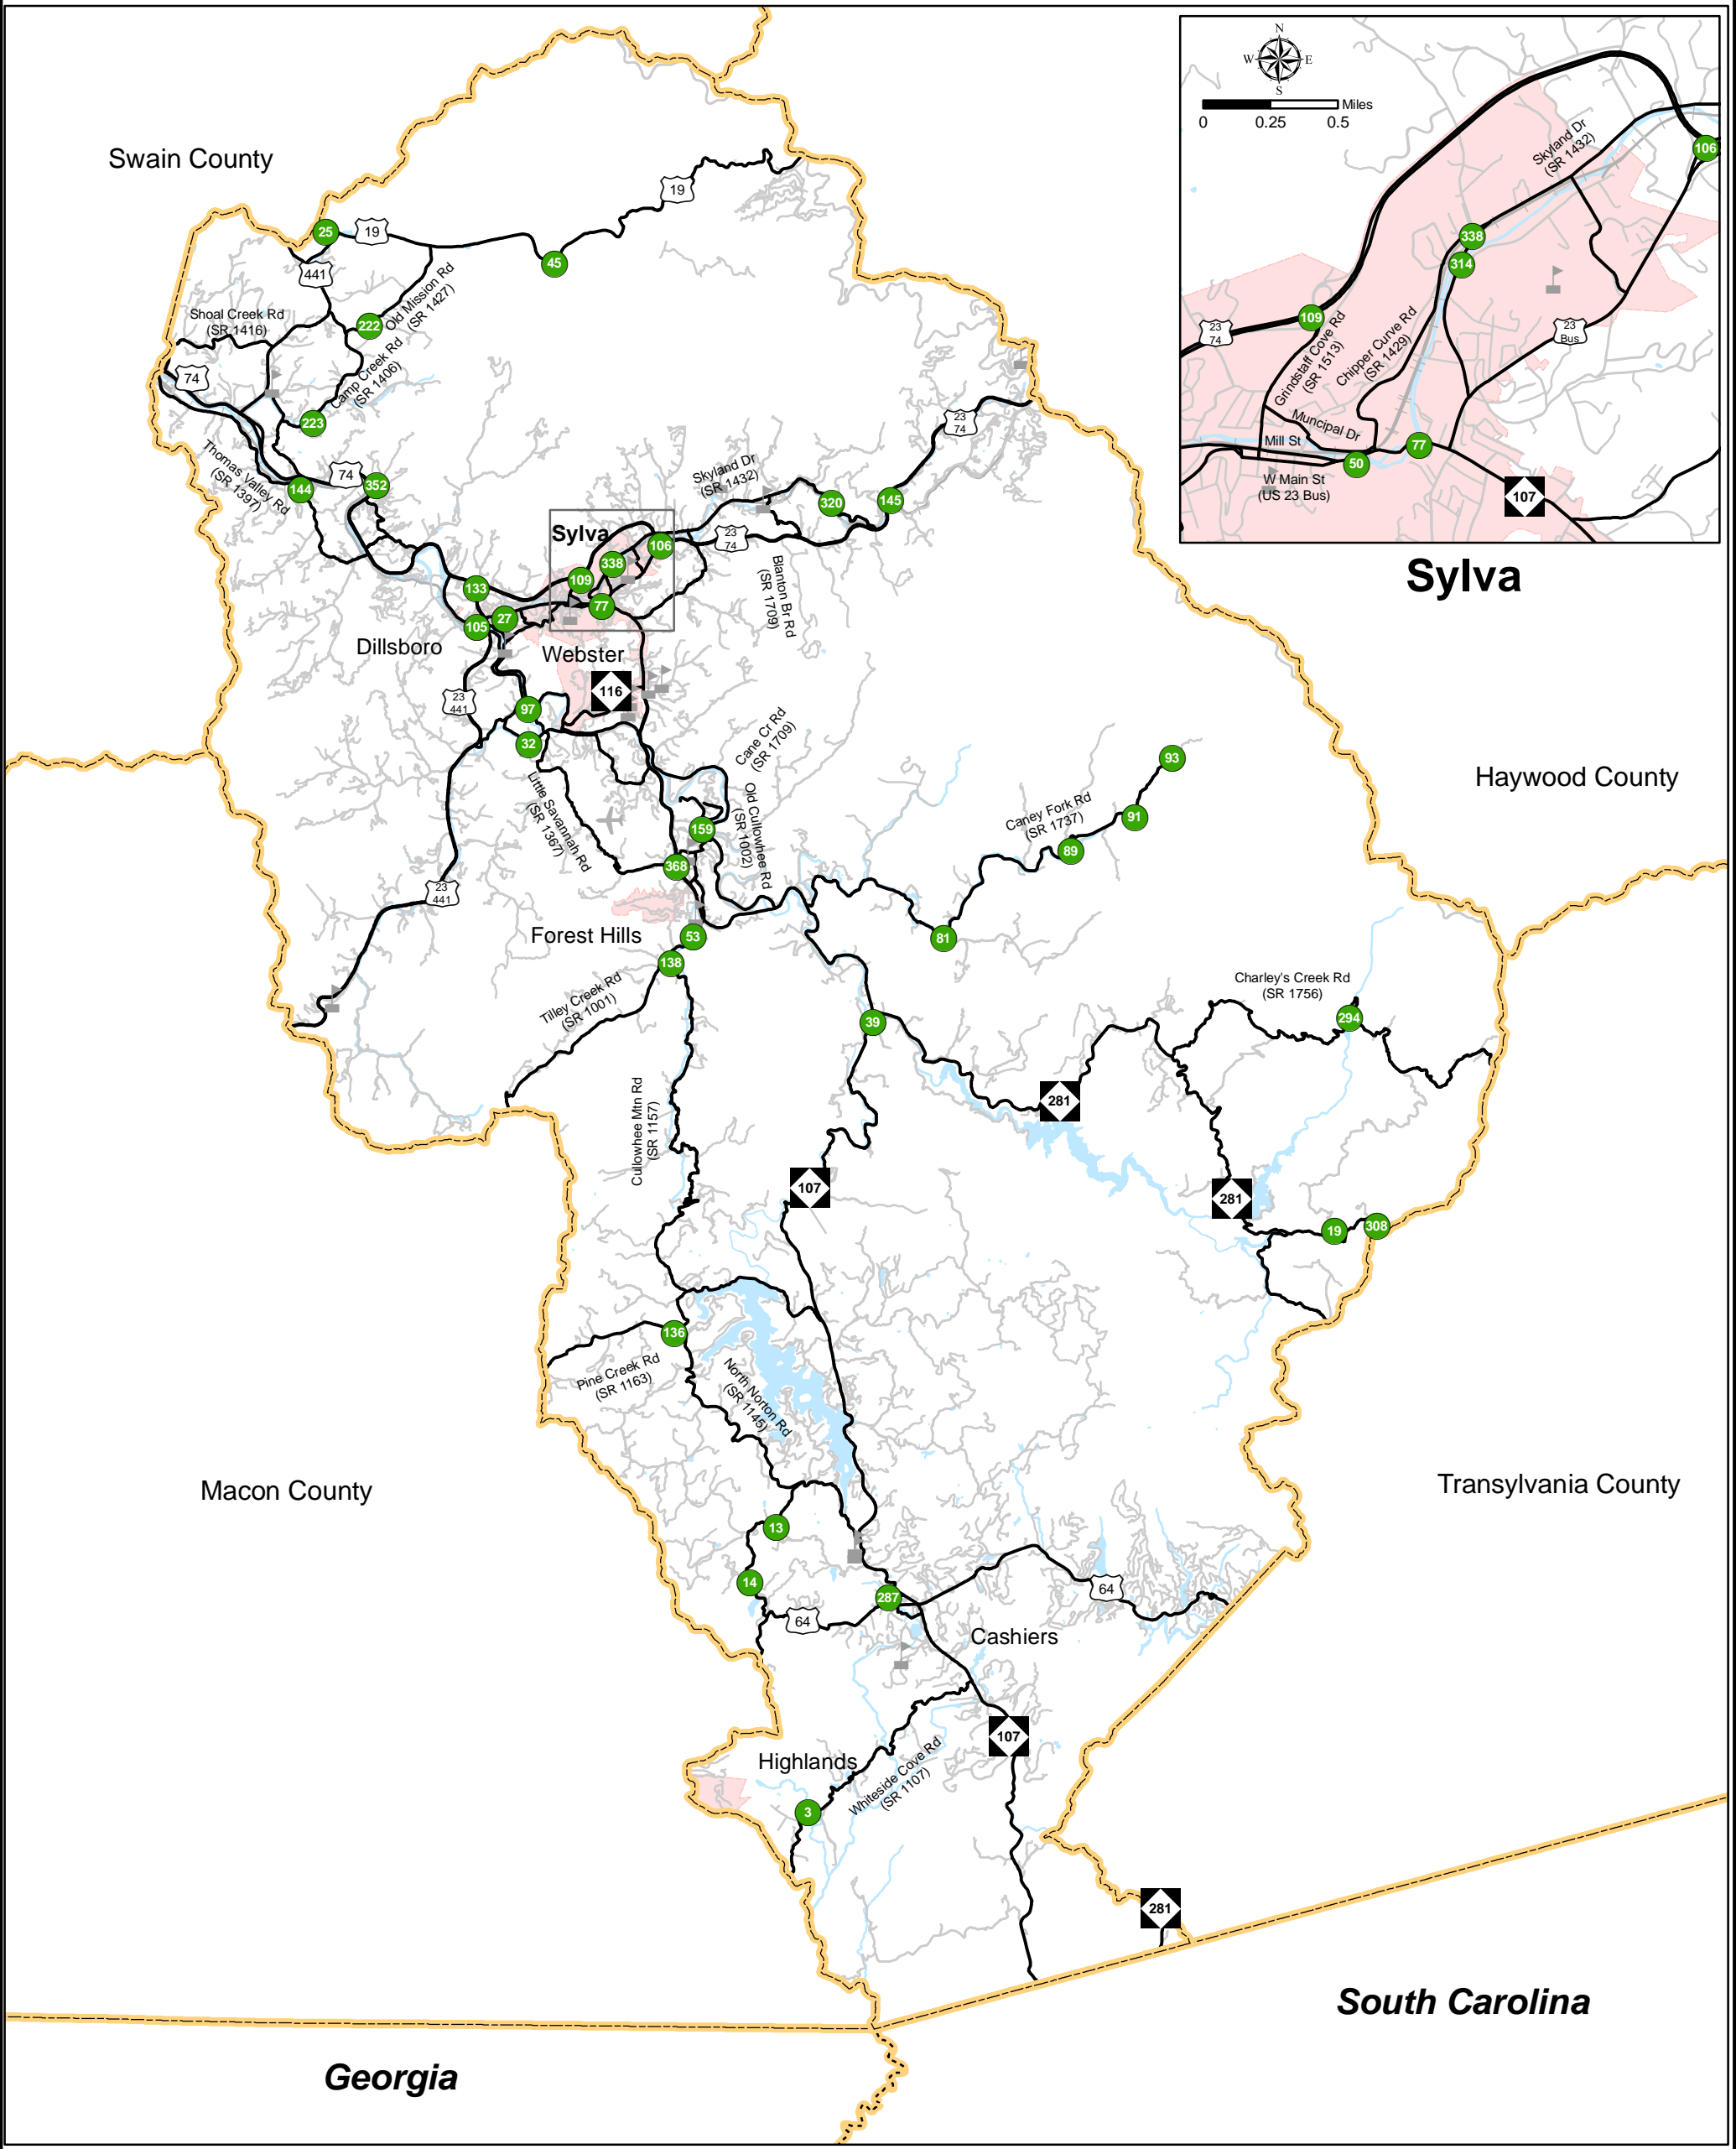 N
W
E
S
Miles
0
0.25
0.5
Skyland Dr
(SR 1432)
106
338
314
109
23
74
Grindstaff Cove Rd
(SR 1513)
Chipper Curve Rd
(SR 1429)
23
Bus
Muncipal Dr
Mill St
77
50
W Main St
(US 23 Bus)
107
Sylva
Swain County
19
25
19
45
441
Old Mission Rd
(SR 1427)
222
Shoal Creek Rd
(SR 1416)
74
Camp Creek Rd
(SR 1406)
223
23
74
Thomas Valley Rd
(SR 1397)
74
144
352
Skyland Dr
(SR 1432)
320
145
Sylva
106
23
74
338
109
133
77
27
105
Blanton Br Rd
(SR 1709)
Dillsboro
Webster
116
23
441
97
32
Cane Cr Rd
(SR 1709)
93
Haywood County
Little Savannah Rd
(SR 1367)
Old Cullowhee Rd
(SR 1002)
159
Caney Fork Rd
(SR 1737)
91
89
368
23
441
Forest Hills
53
81
138
Tilley Creek Rd
(SR 1001)
Charley's Creek Rd
(SR 1756)
39
294
Cullowhee Mtn Rd
(SR 1157)
281
107
281
19
308
136
Pine Creek Rd
(SR 1163)
North Norton Rd
(SR 1145)
Macon County
Transylvania County
13
14
287
64
64
Cashiers
107
Highlands
Whiteside Cove Rd
(SR 1107)
3
281
South Carolina
Georgia